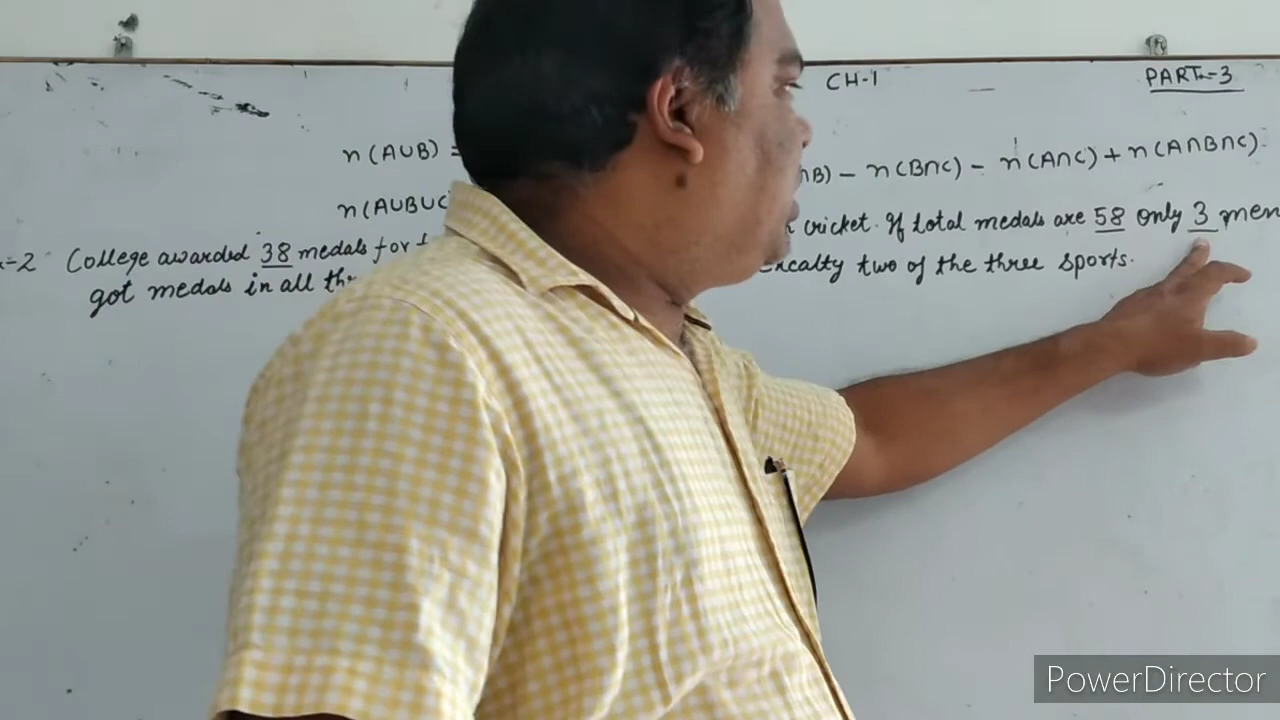 CH-1
PART-3
n(AUB) =
∩B) - n(B∩C) - n(A∩C) + n(A∩B∩C)
n(AUBUC
x-2 College awarded 38 medals for cricket. If total medals are 58 only 3 men
got medals in all excalty two of the three sports.
PowerDirector